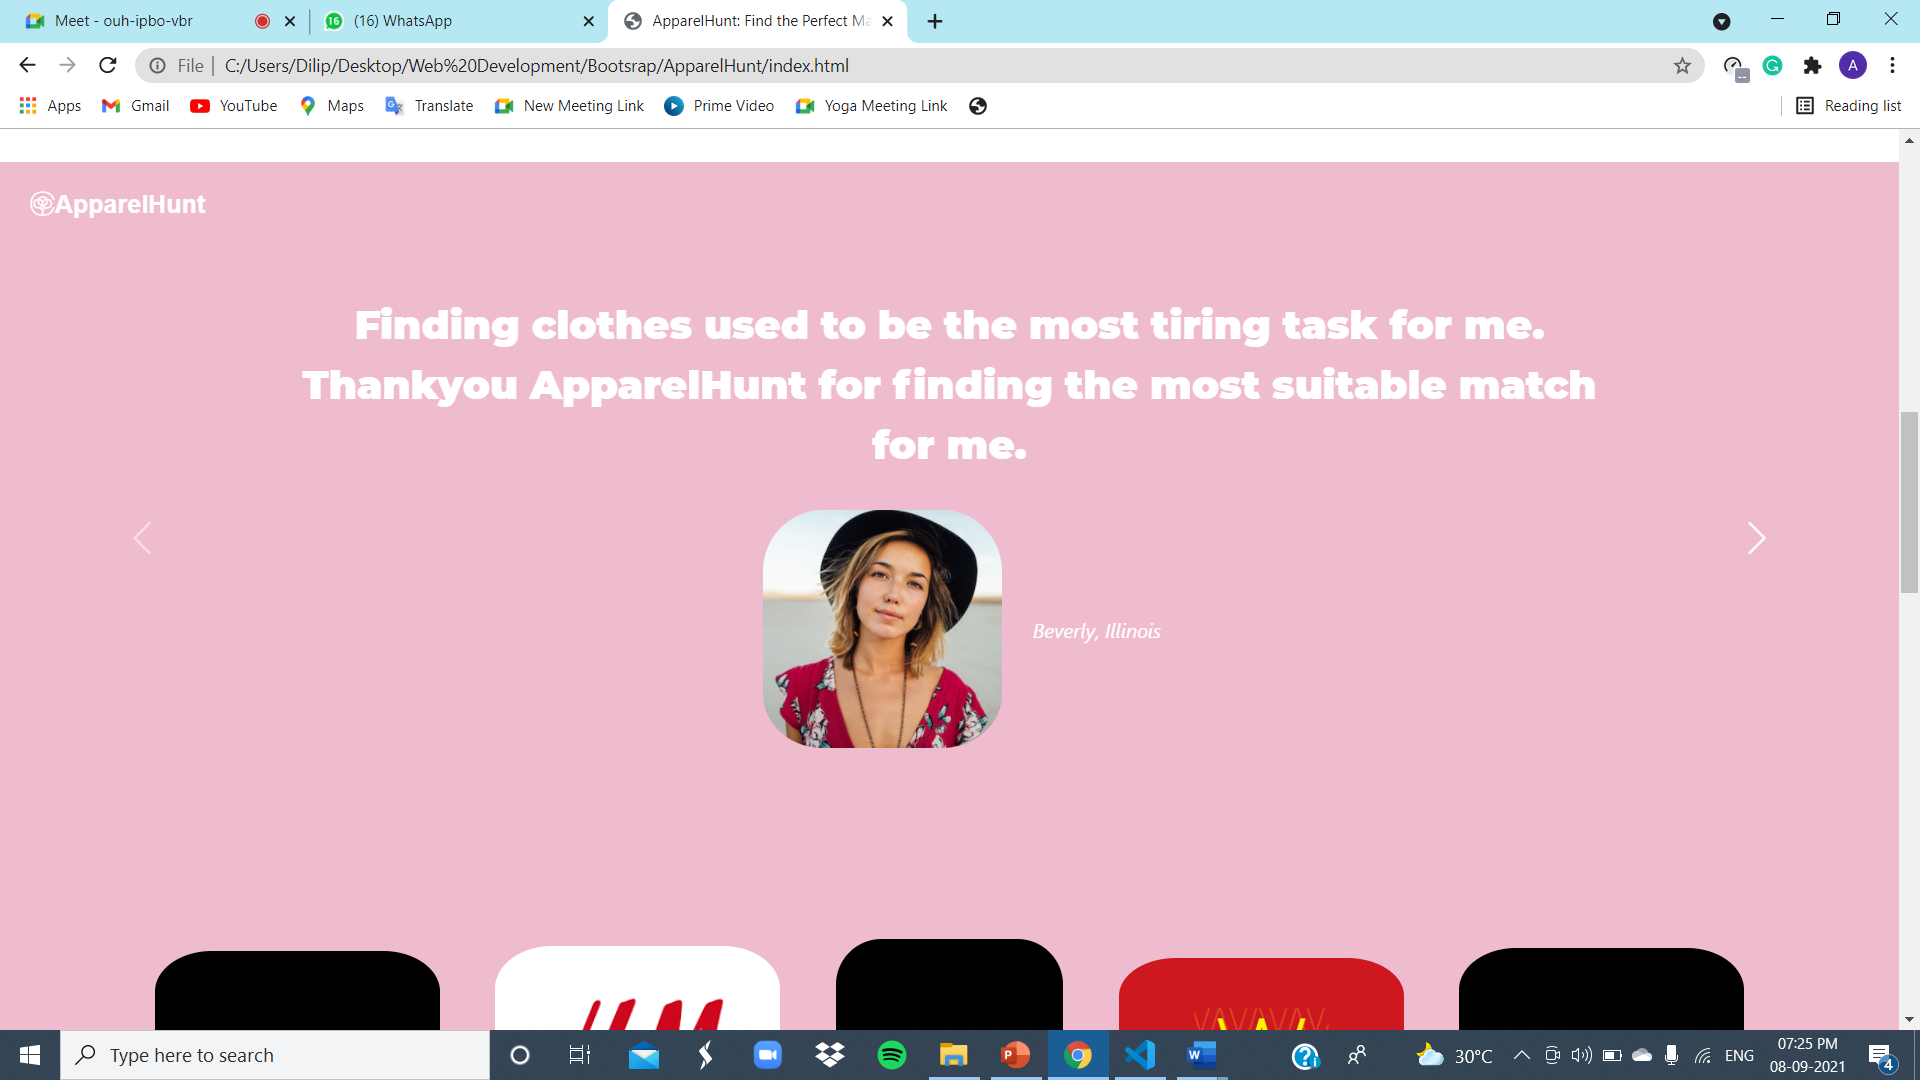 Meet - ouh-ipbo-vbr
(16) WhatsApp
ApparelHunt: Find the Perfect Ma
File
C:/Users/Dilip/Desktop/Web%20Development/Bootsrap/ApparelHunt/index.html
A
Apps
Gmail
YouTube
Maps
Translate
New Meeting Link
Prime Video
Yoga Meeting Link
Reading list
ApparelHunt
Finding clothes used to be the most tiring task for me.
Thankyou ApparelHunt for finding the most suitable match
for me.
Beverly, Illinois
Type here to search
30°C
ENG
07:25 PM
08-09-2021
4